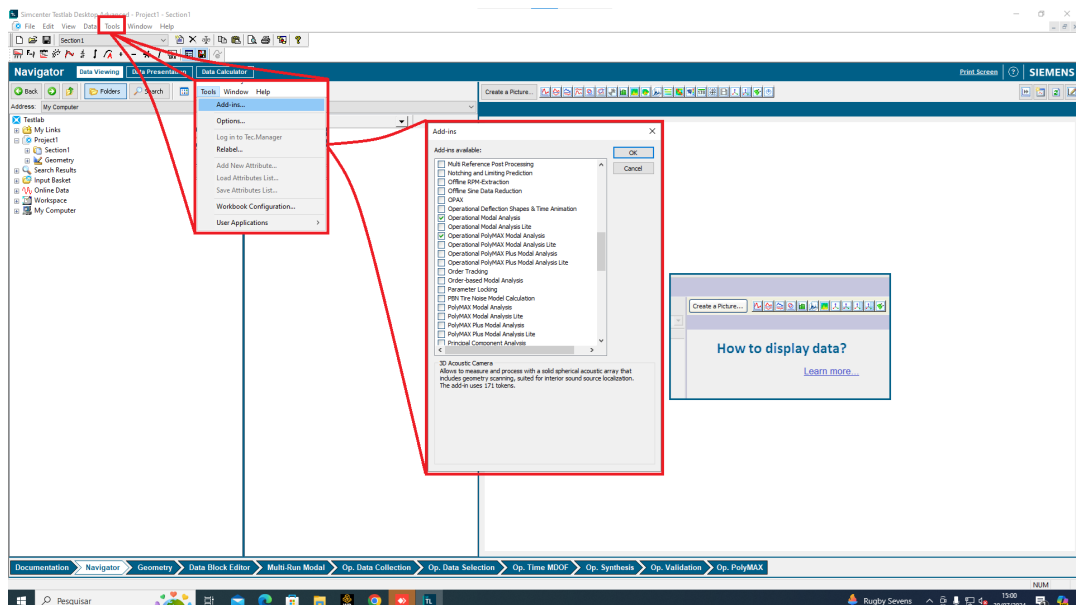 Simcenter Testlab Desktop Advanced - Project1 - Section1
File Edit View Data Tools Window Help
Section1
Navigator Data Viewing Data Presentation Data Calculator Print Screen ? SIEMENS
Back Folders Search
Create a Picture...
Address: My Computer
Testlab
My Links
Project1
Section1
Geometry
Search Results
Input Basket
Online Data
Workspace
My Computer
Tools Window Help
Add-ins...
Options...
Log in to Tec.Manager
Relabel...
Add New Attribute...
Load Attributes List...
Save Attributes List...
Workbook Configuration...
User Applications
Add-ins
Add-ins available:
OK
Cancel
Multi Reference Post Processing
Notching and Limiting Prediction
Offline RPM-Extraction
Offline Sine Data Reduction
OPAX
Operational Deflection Shapes & Time Animation
Operational Modal Analysis
Operational Modal Analysis Lite
Operational PolyMAX Modal Analysis
Operational PolyMAX Modal Analysis Lite
Operational PolyMAX Plus Modal Analysis
Operational PolyMAX Plus Modal Analysis Lite
Order Tracking
Order-based Modal Analysis
Parameter Locking
PBN Tire Noise Model Calculation
PolyMAX Modal Analysis
PolyMAX Modal Analysis Lite
PolyMAX Plus Modal Analysis
PolyMAX Plus Modal Analysis Lite
Principal Component Analysis
3D Acoustic Camera
Allows to measure and process with a solid spherical acoustic array that
includes geometry scanning, suited for interior sound source localization.
The add-in uses 171 tokens.
Create a Picture...
How to display data?
Learn more...
Documentation Navigator Geometry Data Block Editor Multi-Run Modal Op. Data Collection Op. Data Selection Op. Time MDOF Op. Synthesis Op. Validation Op. PolyMAX
NUM
Pesquisar
TL
Rugby Sevens
15:00